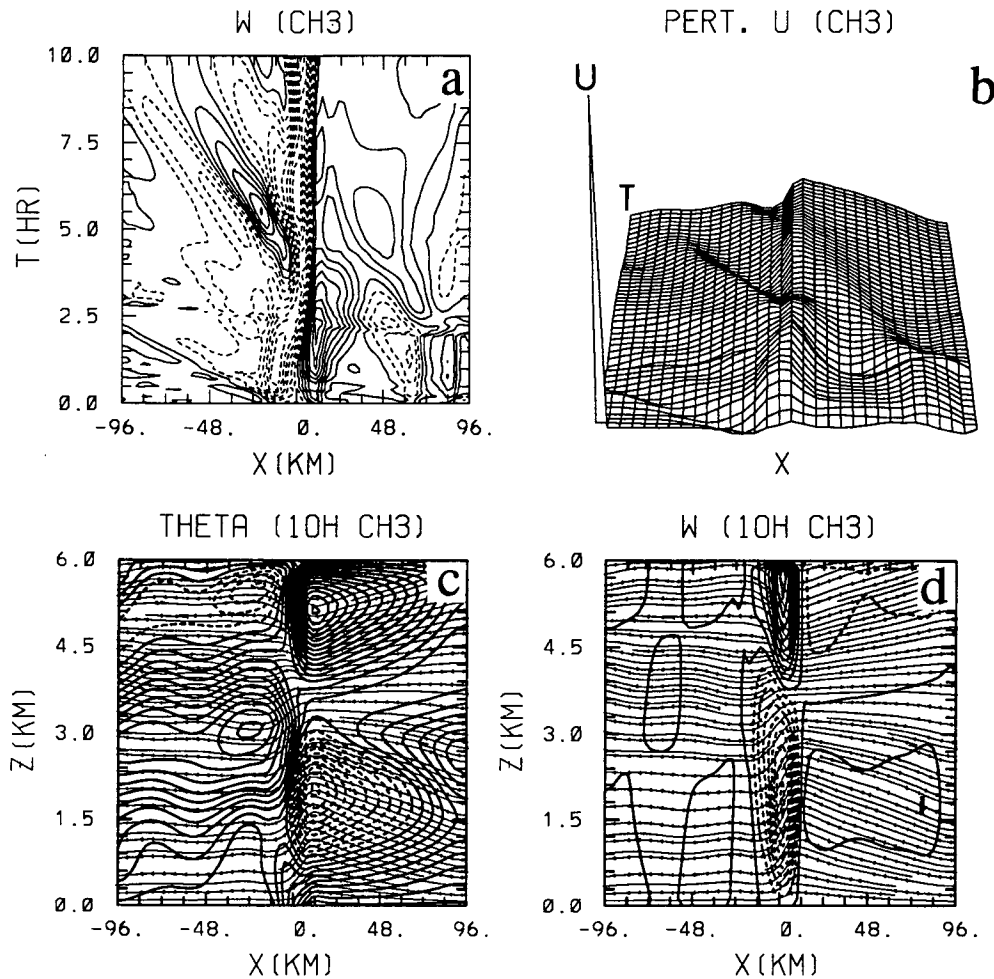 W (CH3)
PERT. U (CH3)
a
b
10.0
7.5
5.0
2.5
0.0
T(HR)
-96. -48. 0. 48. 96.
X(KM)
U
T
X
THETA (10H CH3)
W (10H CH3)
c
d
6.0
4.5
3.0
1.5
0.0
Z(KM)
-96. -48. 0. 48. 96.
X(KM)
6.0
4.5
3.0
1.5
0.0
Z(KM)
L
-96. -48. 0. 48. 96.
X(KM)